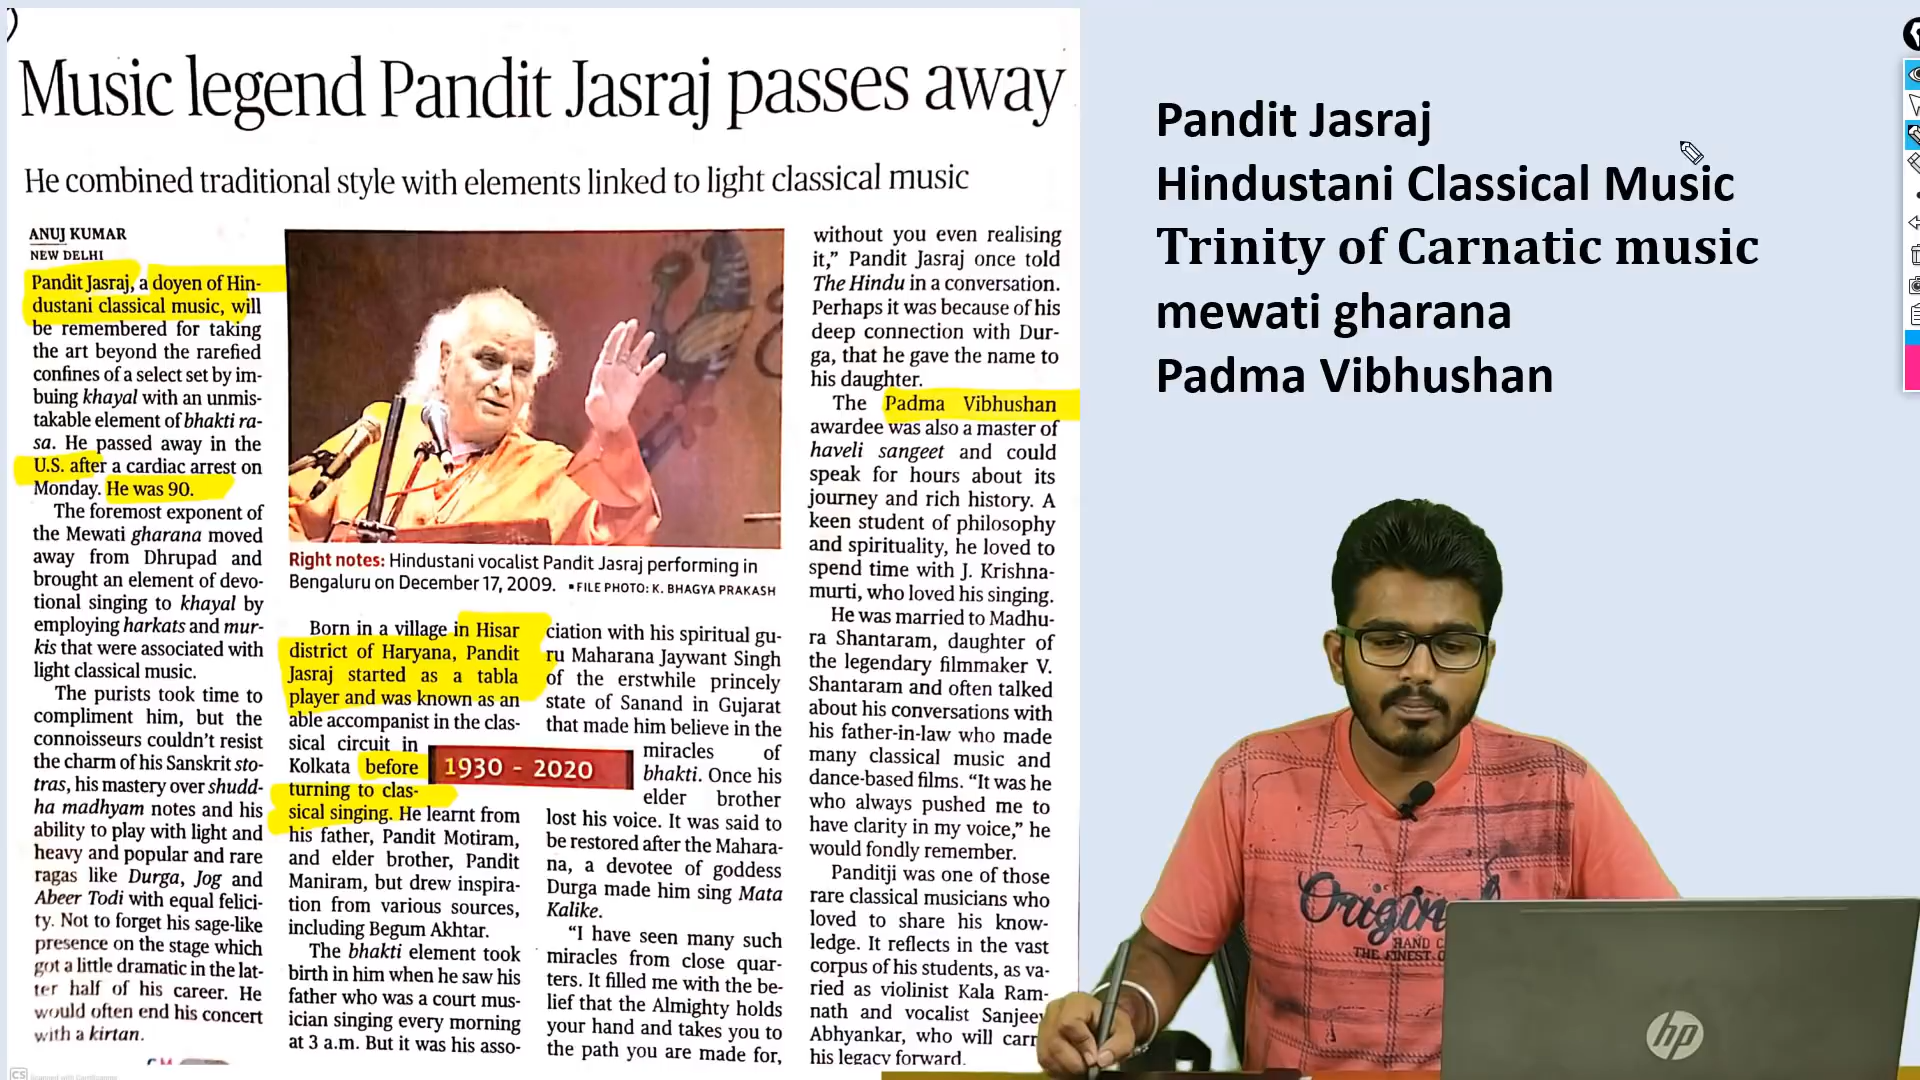 Music legend Pandit Jasraj passes away
He combined traditional style with elements linked to light classical music
ANUJ KUMAR
NEW DELHI
Pandit Jasraj, a doyen of Hin-
dustani classical music, will
be remembered for taking
the art beyond the rarefied
confines of a select set by im-
buing khayal with an unmis-
takable element of bhakti ra-
sa. He passed away in the
U.S. after a cardiac arrest on
Monday. He was 90.
The foremost exponent of
the Mewati gharana moved
away from Dhrupad and
brought an element of devo-
tional singing to khayal by
employing harkats and mur-
kis that were associated with
light classical music.
The purists took time to
compliment him, but the
connoisseurs couldn't resist
the charm of his Sanskrit sto-
tras, his mastery over shudd-
ha madhyam notes and his
ability to play with light and
heavy and popular and rare
ragas like Durga, Jog and
Abeer Todi with equal felici-
ty. Not to forget his sage-like
presence on the stage which
got a little dramatic in the lat-
ter half of his career. He
would often end his concert
with a kirtan.
Right notes: Hindustani vocalist Pandit Jasraj performing in
Bengaluru on December 17, 2009. ▪FILE PHOTO: K. BHAGYA PRAKASH
Born in a village in Hisar
district of Haryana, Pandit
Jasraj started as a tabla
player and was known as an
able accompanist in the clas-
sical circuit in
Kolkata before
turning to clas-
sical singing. He learnt from
his father, Pandit Motiram,
and elder brother, Pandit
Maniram, but drew inspira-
tion from various sources,
including Begum Akhtar.
The bhakti element took
birth in him when he saw his
father who was a court mus-
ician singing every morning
at 3 a.m. But it was his asso-
1930 - 2020
ciation with his spiritual gu-
ru Maharana Jaywant Singh
of the erstwhile princely
state of Sanand in Gujarat
that made him believe in the
miracles of
bhakti. Once his
elder brother
lost his voice. It was said to
be restored after the Mahara-
na, a devotee of goddess
Durga made him sing Mata
Kalike.
"I have seen many such
miracles from close quar-
ters. It filled me with the be-
lief that the Almighty holds
your hand and takes you to
the path you are made for,
without you even realising
it," Pandit Jasraj once told
The Hindu in a conversation.
Perhaps it was because of his
deep connection with Dur-
ga, that he gave the name to
his daughter.
The Padma Vibhushan
awardee was also a master of
haveli sangeet and could
speak for hours about its
journey and rich history. A
keen student of philosophy
and spirituality, he loved to
spend time with J. Krishna-
murti, who loved his singing.
He was married to Madhu-
ra Shantaram, daughter of
the legendary filmmaker V.
Shantaram and often talked
about his conversations with
his father-in-law who made
many classical music and
dance-based films. "It was he
who always pushed me to
have clarity in my voice," he
would fondly remember.
Panditji was one of those
rare classical musicians who
loved to share his know-
ledge. It reflects in the vast
corpus of his students, as va-
ried as violinist Kala Ram-
nath and vocalist Sanjeev
Abhyankar, who will carr
his legacy forward.
Pandit Jasraj
Hindustani Classical Music
Trinity of Carnatic music
mewati gharana
Padma Vibhushan
Origin
HAND C
THE FINEST O
hp
CS